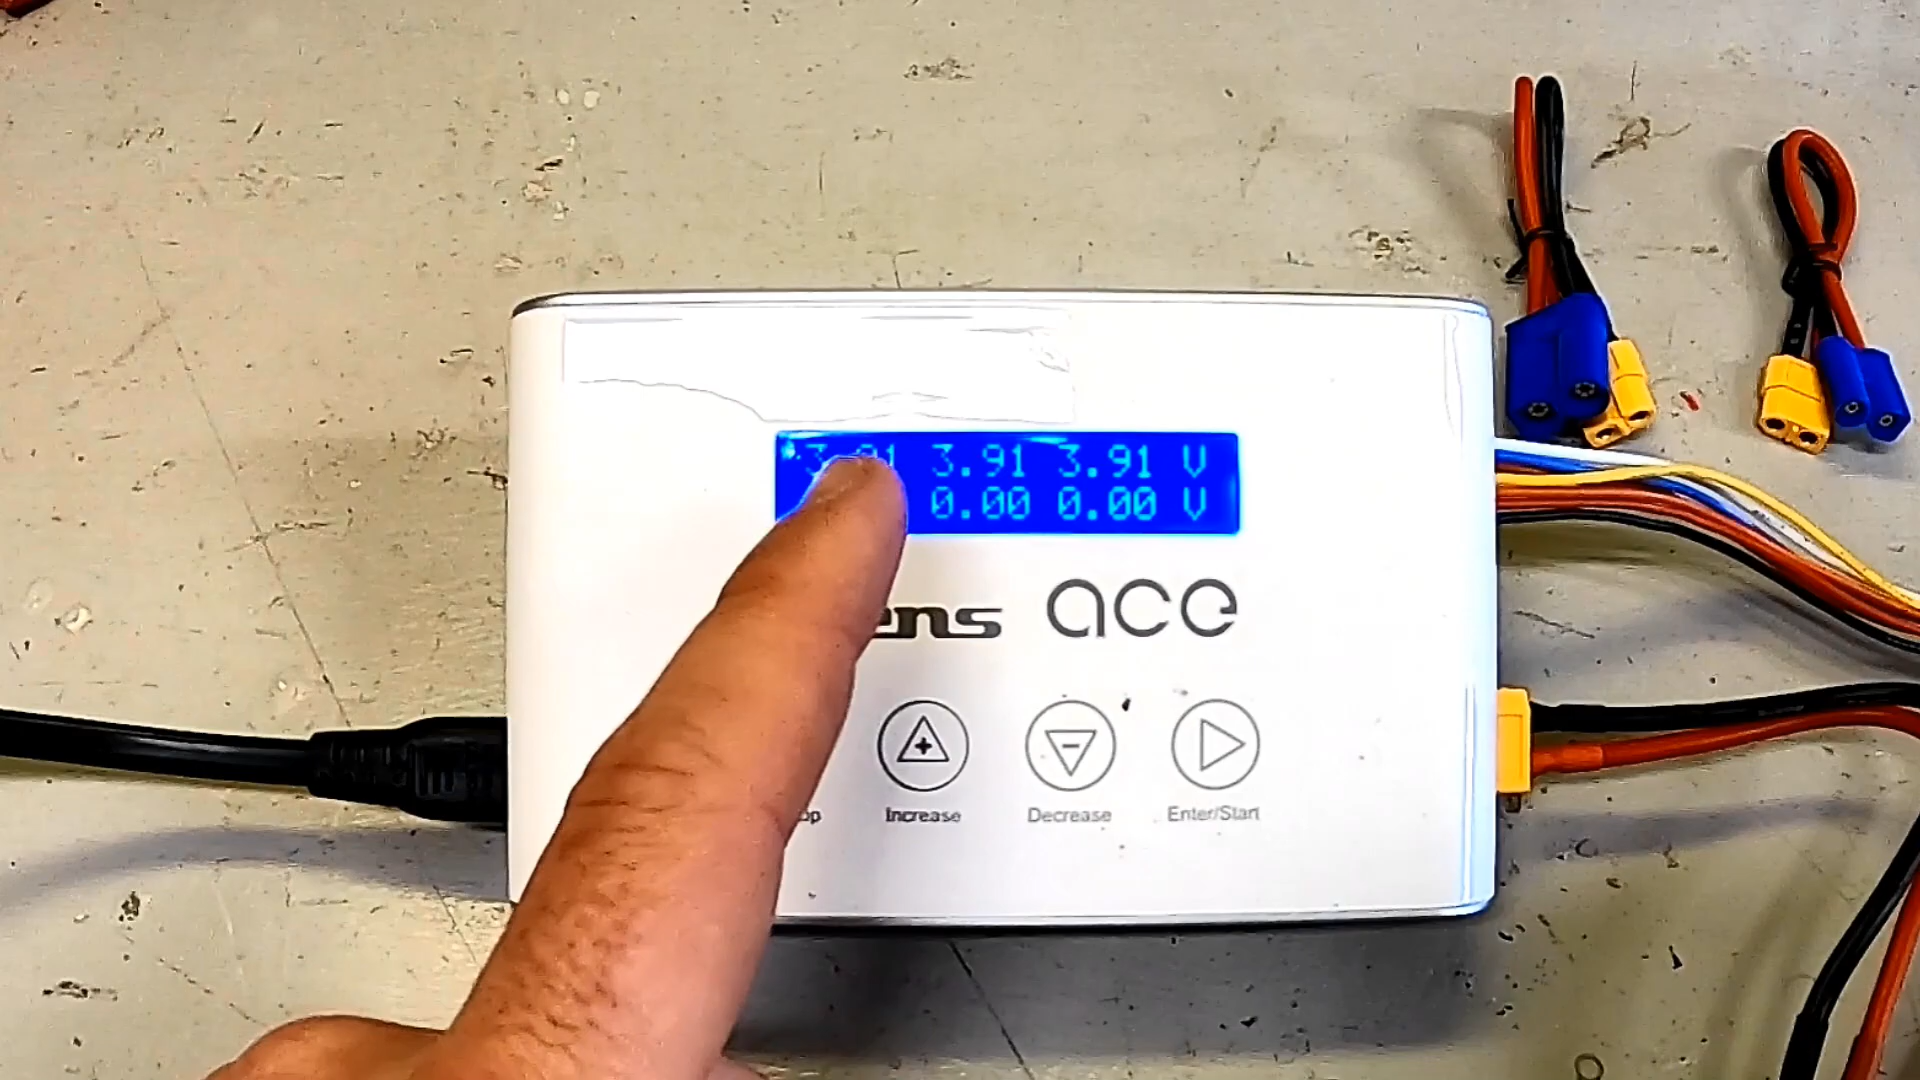 3.91 3.91 V
0.00 0.00 V
ace
+ -
Increase Decrease Enter/Start